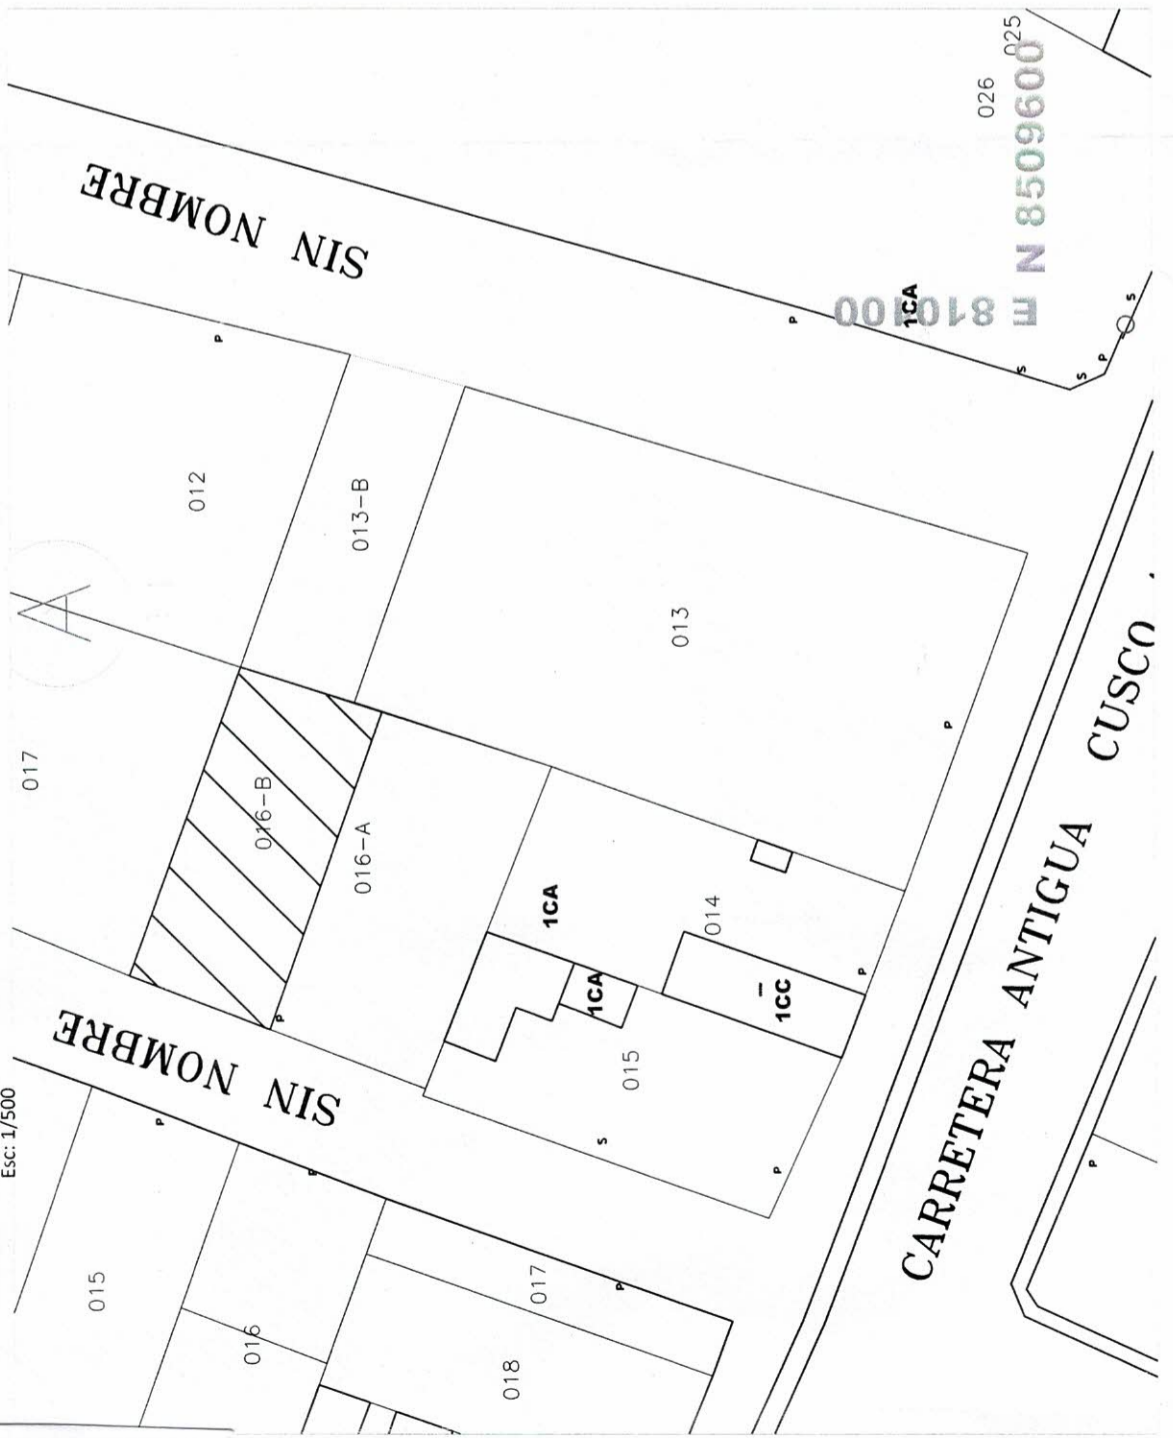 Esc: 1/500
SIN NOMBRE
SIN NOMBRE
CARRETERA ANTIGUA CUSCO
N 8509600
E 810100
A
017
012
013-B
013
016-B
016-A
014
015
015
016
017
018
026
025
1CA
1CA
1CA
1CC
P
P
P
P
P
P
P
P
P
P
P
P
S
S
S
S